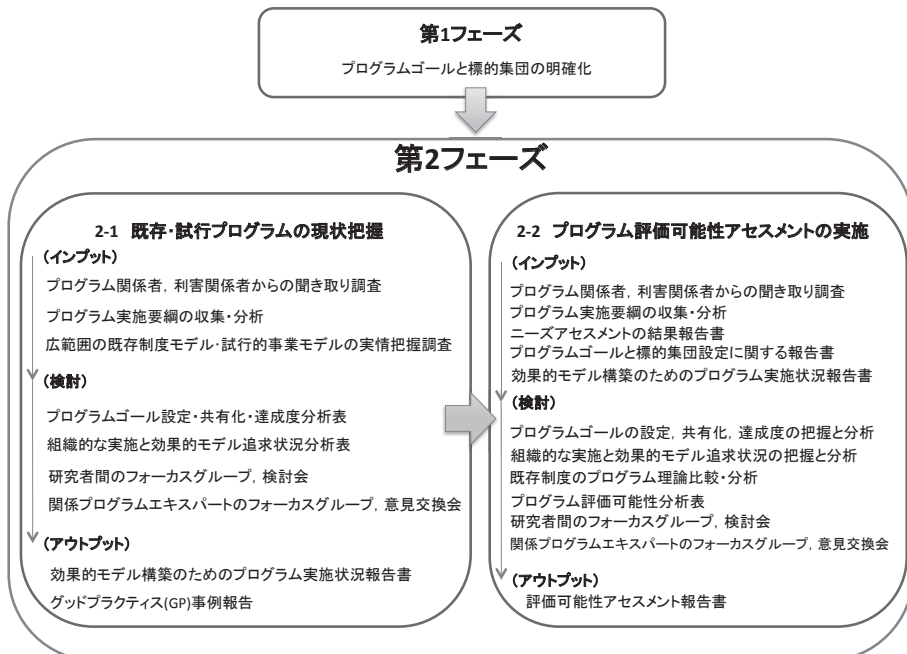 第1フェーズ
プログラムゴールと標的集団の明確化
第2フェーズ
2-1 既存・試行プログラムの現状把握
(インプット)
プログラム関係者, 利害関係者からの聞き取り調査
プログラム実施要綱の収集・分析
広範囲の既存制度モデル・試行的事業モデルの実情把握調査
(検討)
プログラムゴール設定・共有化・達成度分析表
組織的な実施と効果的モデル追求状況分析表
研究者間のフォーカスグループ, 検討会
関係プログラムエキスパートのフォーカスグループ, 意見交換会
(アウトプット)
効果的モデル構築のためのプログラム実施状況報告書
グッドプラクティス(GP)事例報告
2-2 プログラム評価可能性アセスメントの実施
(インプット)
プログラム関係者, 利害関係者からの聞き取り調査
プログラム実施要綱の収集・分析
ニーズアセスメントの結果報告書
プログラムゴールと標的集団設定に関する報告書
効果的モデル構築のためのプログラム実施状況報告書
(検討)
プログラムゴールの設定, 共有化, 達成度の把握と分析
組織的な実施と効果的モデル追求状況の把握と分析
既存制度のプログラム理論比較・分析
プログラム評価可能性分析表
研究者間のフォーカスグループ, 検討会
関係プログラムエキスパートのフォーカスグループ, 意見交換会
(アウトプット)
評価可能性アセスメント報告書